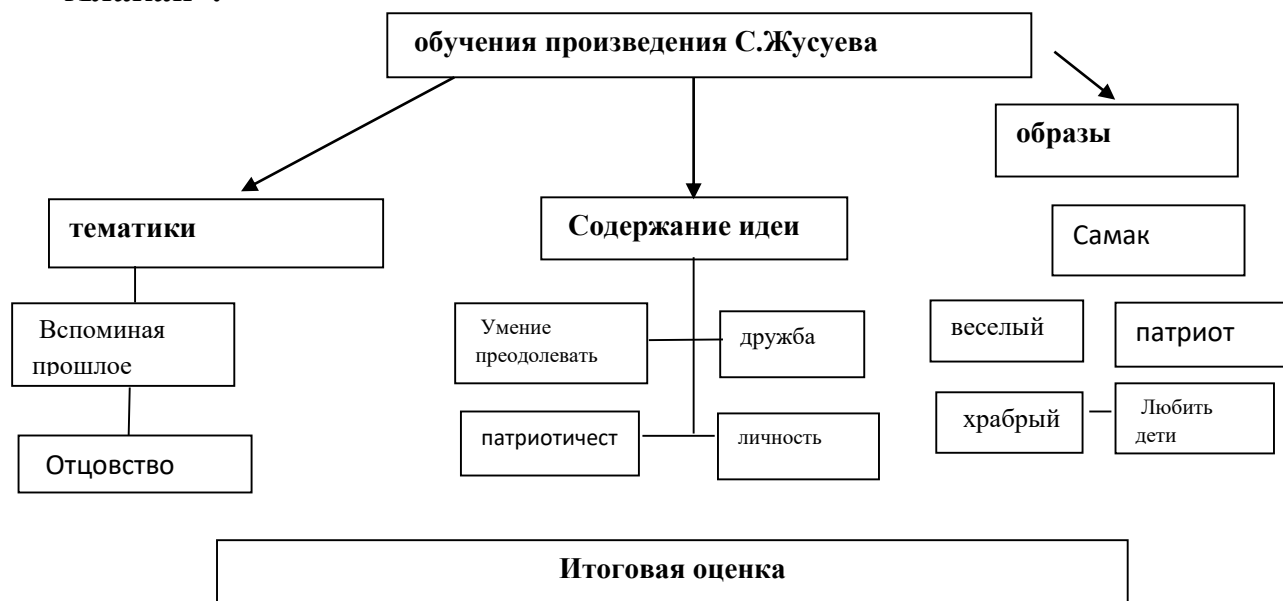 обучения произведения С.Жусуева
образы
тематики
Содержание идеи
Самак
Вспоминая
прошлое
Умение
преодолевать
дружба
веселый
патриот
Отцовство
патриотичест
личность
храбрый
Любить
дети
Итоговая оценка